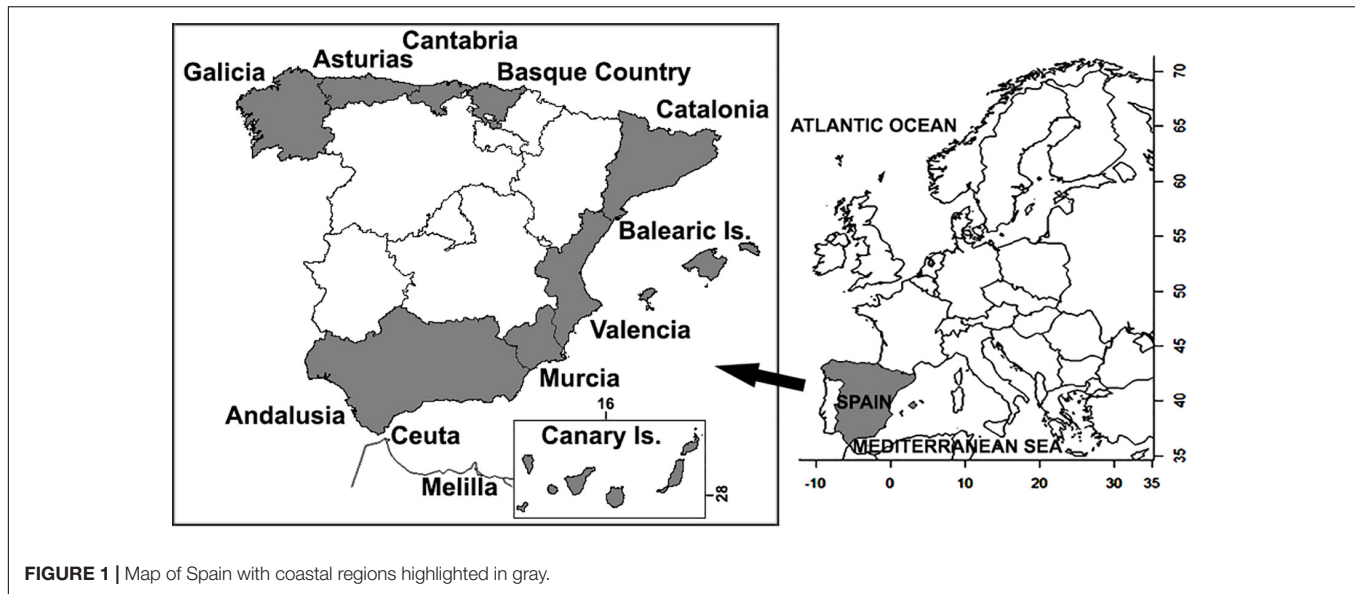 Cantabria
Asturias
Galicia
Basque Country
Catalonia
Balearic Is.
Valencia
Murcia
Andalusia
Ceuta
Melilla
16
Canary Is.
28
ATLANTIC OCEAN
SPAIN
MEDITERRANEAN SEA
70
65
60
55
50
45
40
35
-10 0 10 20 30 35
FIGURE 1 | Map of Spain with coastal regions highlighted in gray.